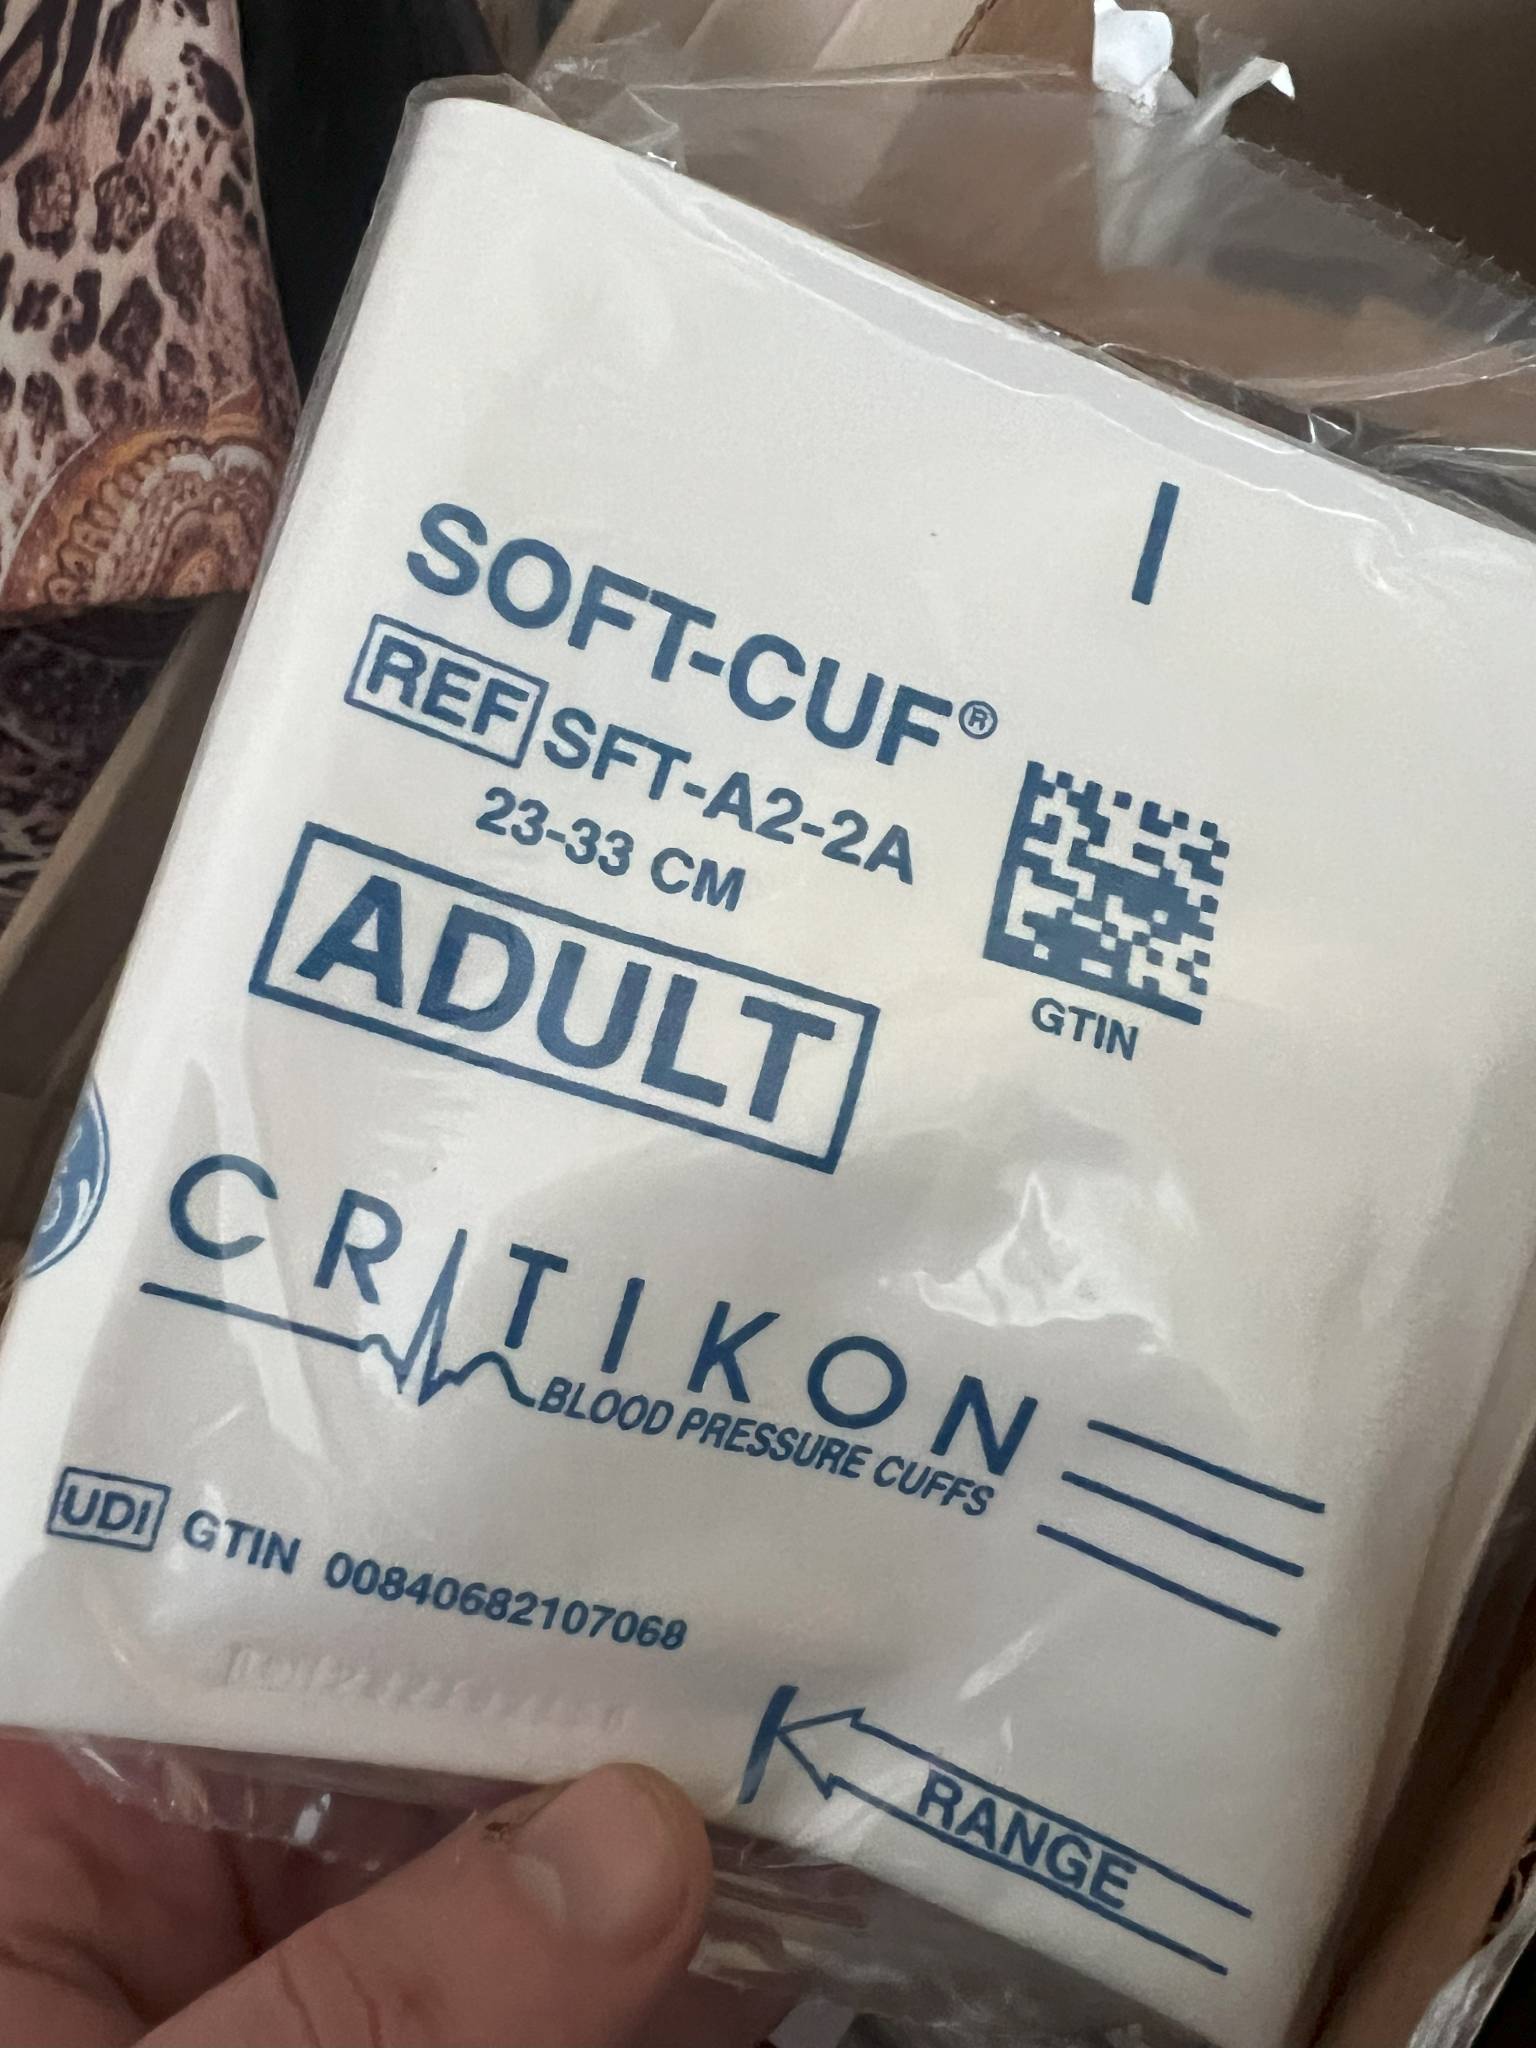 SOFT-CUF®
REF SFT-A2-2A
23-33 CM
ADULT
GTIN
CRITIKON
BLOOD PRESSURE CUFFS
UDI GTIN 00840682107068
RANGE